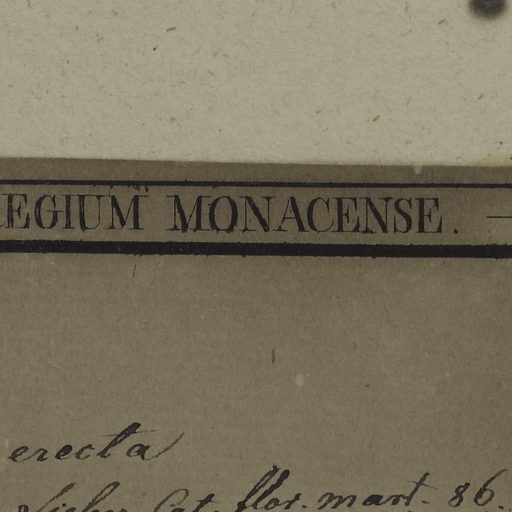 EGIUM MONACENSE. —
erecta
flor. mart. 86.